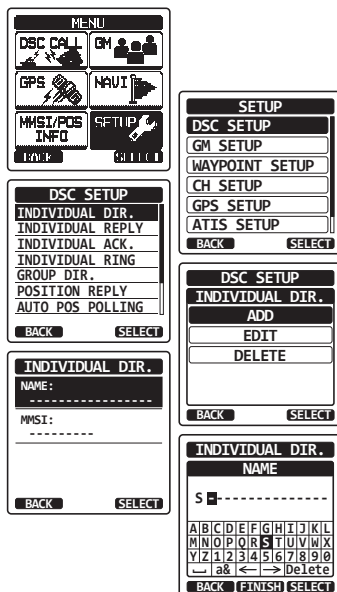 MENU
DSC CALL
GM
GPS
NAVI
MMSI/POS
INFO
SETUP
BACK
SELECT
SETUP
DSC SETUP
GM SETUP
WAYPOINT SETUP
CH SETUP
GPS SETUP
ATIS SETUP
BACK
SELECT
DSC SETUP
INDIVIDUAL DIR.
INDIVIDUAL REPLY
INDIVIDUAL ACK.
INDIVIDUAL RING
GROUP DIR.
POSITION REPLY
AUTO POS POLLING
BACK
SELECT
DSC SETUP
INDIVIDUAL DIR.
ADD
EDIT
DELETE
BACK
SELECT
INDIVIDUAL DIR.
NAME:
----------------
MMSI:
---------
BACK
SELECT
INDIVIDUAL DIR.
NAME
S --------------
A B C D E F G H I J K L
M N O P Q R S T U V W X
Y Z 1 2 3 4 5 6 7 8 9 0
a& ← → Delete
BACK FINISH SELECT